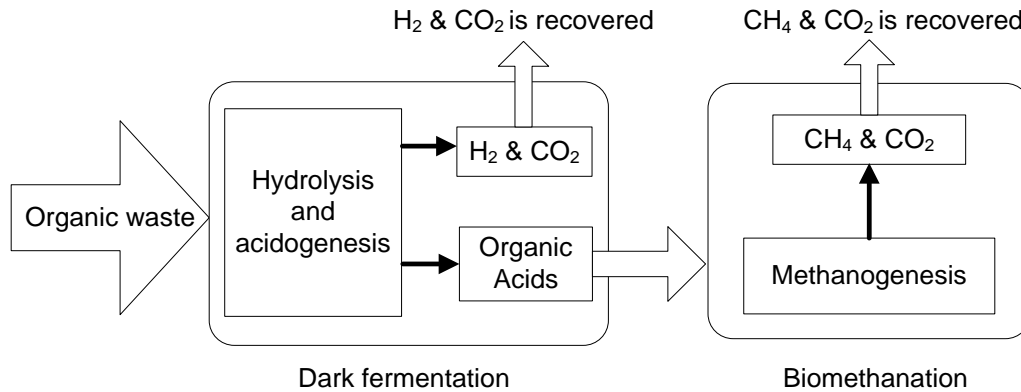 H₂ & CO₂ is recovered
CH₄ & CO₂ is recovered
Organic waste
Hydrolysis
and
acidogenesis
H₂ & CO₂
Organic
Acids
CH₄ & CO₂
Methanogenesis
Dark fermentation
Biomethanation